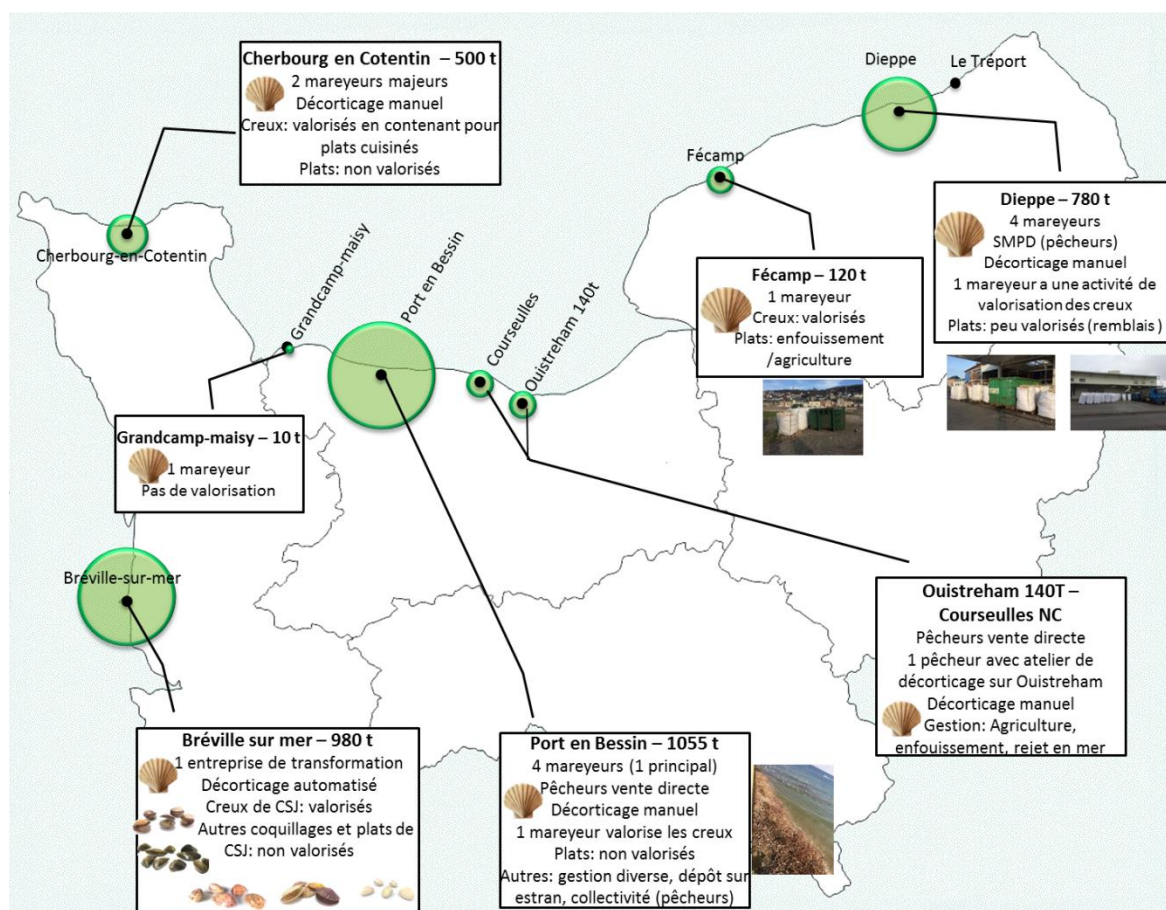 Cherbourg en Cotentin – 500 t
2 mareyeurs majeurs
Décorticage manuel
Creux: valorisés en contenant pour
plats cuisinés
Plats: non valorisés
Dieppe
Le Tréport
Fécamp
Cherbourg-en-Cotentin
Grandcamp-maisy
Port en Bessin
Courseulles
Ouistreham 140t
Dieppe – 780 t
4 mareyeurs
SMPD (pêcheurs)
Décorticage manuel
1 mareyeur a une activité de
valorisation des creux
Plats: peu valorisés (remblais )
Fécamp – 120 t
1 mareyeur
Creux: valorisés
Plats: enfouissement
/agriculture
Grandcamp-maisy – 10 t
1 mareyeur
Pas de valorisation
Bréville-sur-mer
Ouistreham 140T –
Courseulles NC
Pêcheurs vente directe
1 pêcheur avec atelier de
décorticage sur Ouistreham
Décorticage manuel
Gestion: Agriculture,
enfouissement, rejet en mer
Bréville sur mer – 980 t
1 entreprise de transformation
Décorticage automatisé
Creux de CSJ: valorisés
Autres coquillages et plats de
CSJ: non valorisés
Port en Bessin – 1055 t
4 mareyeurs (1 principal)
Pêcheurs vente directe
Décorticage manuel
1 mareyeur valorise les creux
Plats: non valorisés
Autres: gestion diverse, dépôt sur
estran, collectivité (pêcheurs)